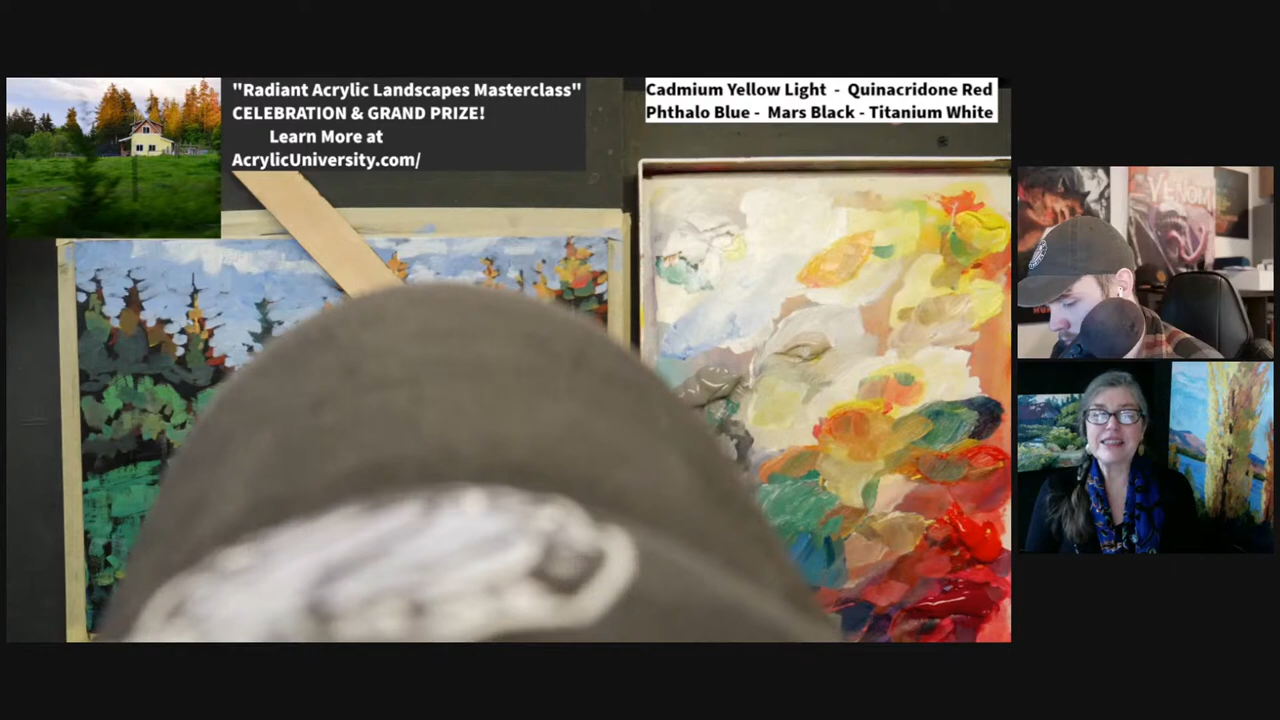 "Radiant Acrylic Landscapes Masterclass"
CELEBRATION & GRAND PRIZE!
Learn More at
AcrylicUniversity.com/
Cadmium Yellow Light - Quinacridone Red
Phthalo Blue - Mars Black - Titanium White
VENOM